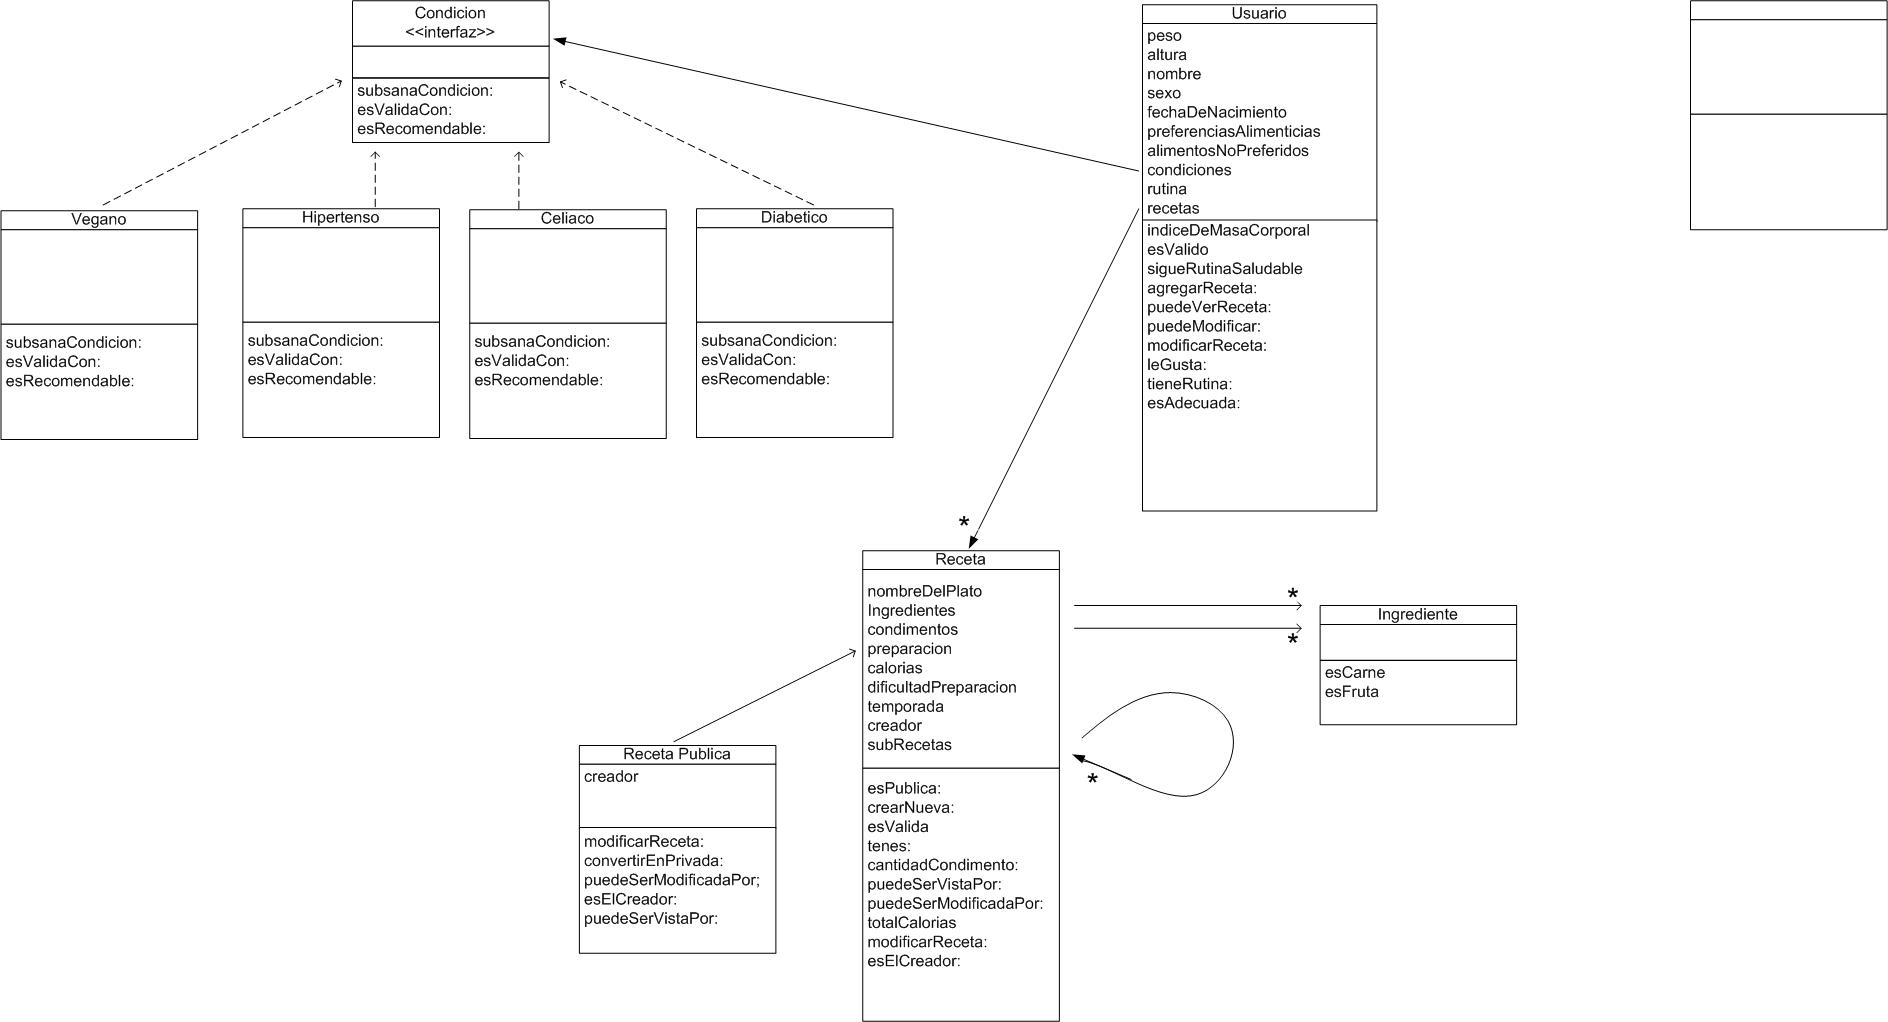 Condicion
<<interfaz>>
subsanaCondicion:
esValidaCon:
esRecomendable:
Usuario
peso
altura
nombre
sexo
fechaDeNacimiento
preferenciasAlimenticias
alimentosNoPreferidos
condiciones
rutina
recetas
indiceDeMasaCorporal
esValido
sigueRutinaSaludable
agregarReceta:
puedeVerReceta:
puedeModificar:
modificarReceta:
leGusta:
tieneRutina:
esAdecuada:
Vegano
subsanaCondicion:
esValidaCon:
esRecomendable:
Hipertenso
subsanaCondicion:
esValidaCon:
esRecomendable:
Celiaco
subsanaCondicion:
esValidaCon:
esRecomendable:
Diabetico
subsanaCondicion:
esValidaCon:
esRecomendable:
*
Receta
nombreDelPlato
Ingredientes
condimentos
preparacion
calorias
dificultadPreparacion
temporada
creador
subRecetas
esPublica:
crearNueva:
esValida
tenes:
cantidadCondimento:
puedeSerVistaPor:
puedeSerModificadaPor:
totalCalorias
modificarReceta:
esElCreador:
*
*
Ingrediente
esCarne
esFruta
*
Receta Publica
creador
modificarReceta:
convertirEnPrivada:
puedeSerModificadaPor;
esElCreador:
puedeSerVistaPor: